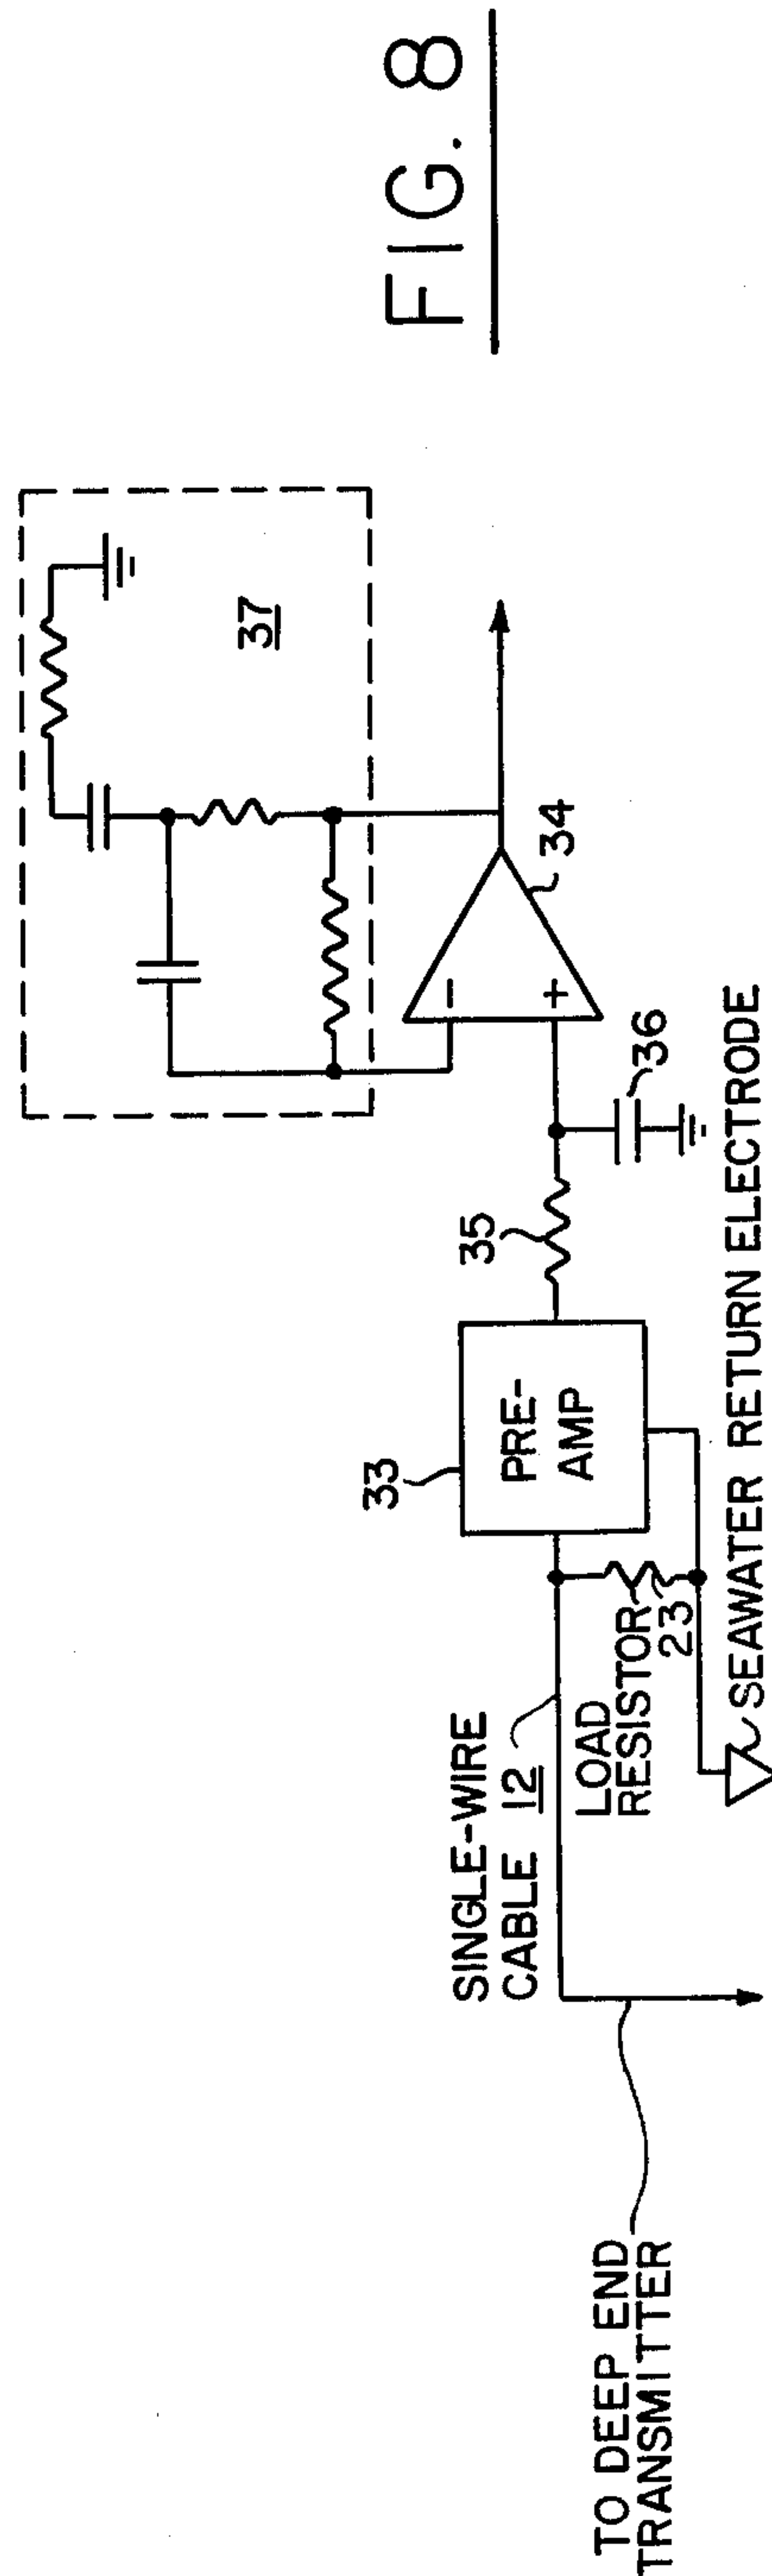 FIG. 8
37
34
36
35
33
PRE-
AMP
SINGLE-WIRE
CABLE 12
LOAD
RESISTOR
23
SEAWATER RETURN ELECTRODE
TO DEEP END
TRANSMITTER
-
+